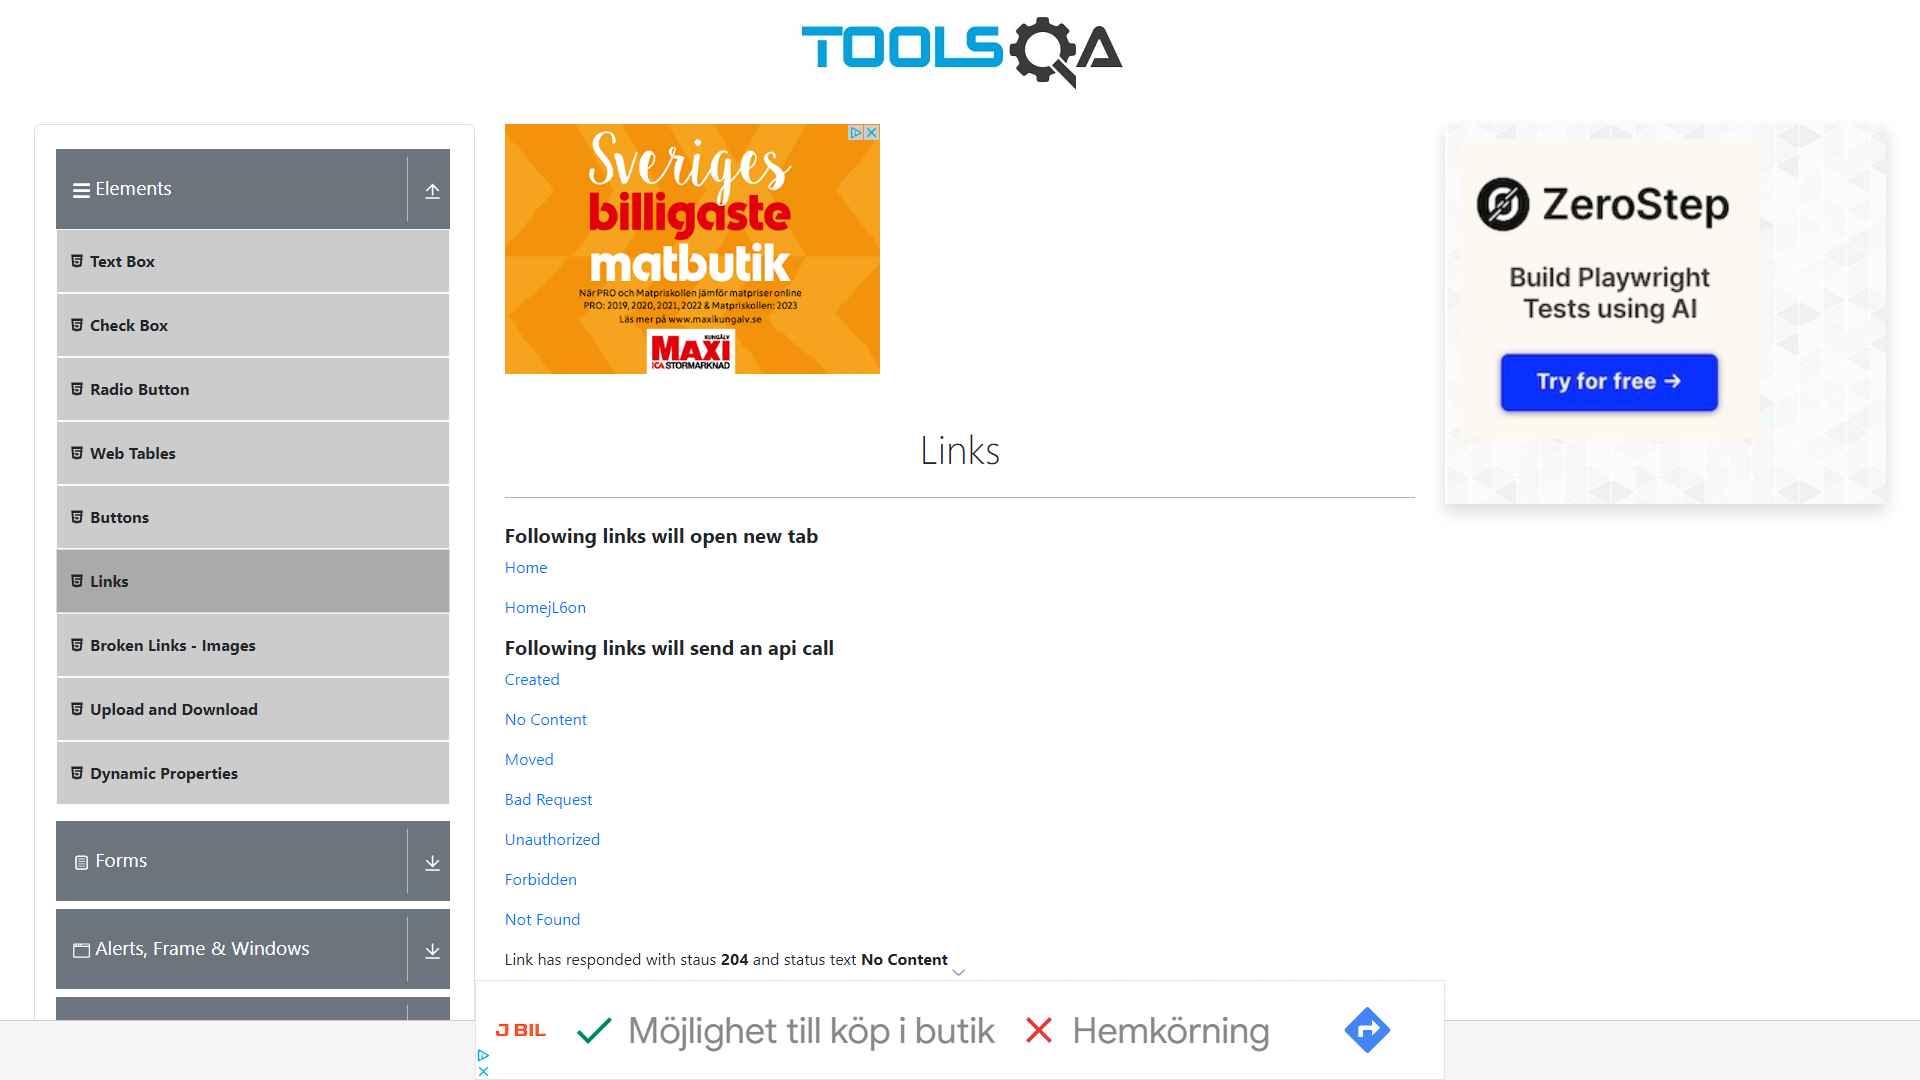 TOOLSQA
Elements
Text Box
Check Box
Radio Button
Web Tables
Buttons
Links
Broken Links - Images
Upload and Download
Dynamic Properties
Forms
Alerts, Frame & Windows
Sveriges
billigaste
matbutik
När PRO och Matpriskollen jämför matpriser online
PRO: 2019, 2020, 2021, 2022 & Matpriskollen: 2023
Läs mer på www.maxikungalv.se
KUNGÄLV
MAXI
ICA STORMARKNAD
Links
Following links will open new tab
Home
HomejL6on
Following links will send an api call
Created
No Content
Moved
Bad Request
Unauthorized
Forbidden
Not Found
Link has responded with staus 204 and status text No Content
ZeroStep
Build Playwright
Tests using AI
Try for free →
J BIL
Möjlighet till köp i butik
Hemkörning